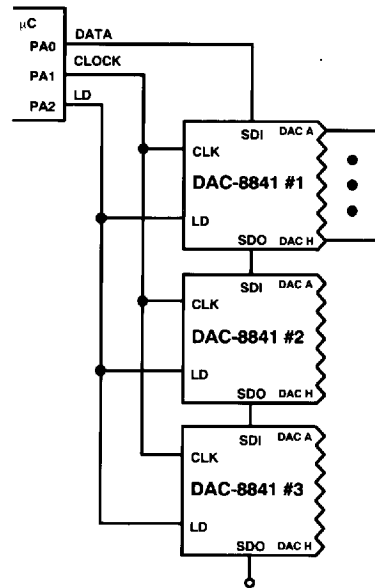 μC
PA0 DATA
PA1 CLOCK
PA2 LD
SDI DAC A
CLK
DAC-8841 #1
LD
SDO DAC H
SDI DAC A
CLK
DAC-8841 #2
LD
SDO DAC H
SDI DAC A
CLK
DAC-8841 #3
LD
SDO DAC H